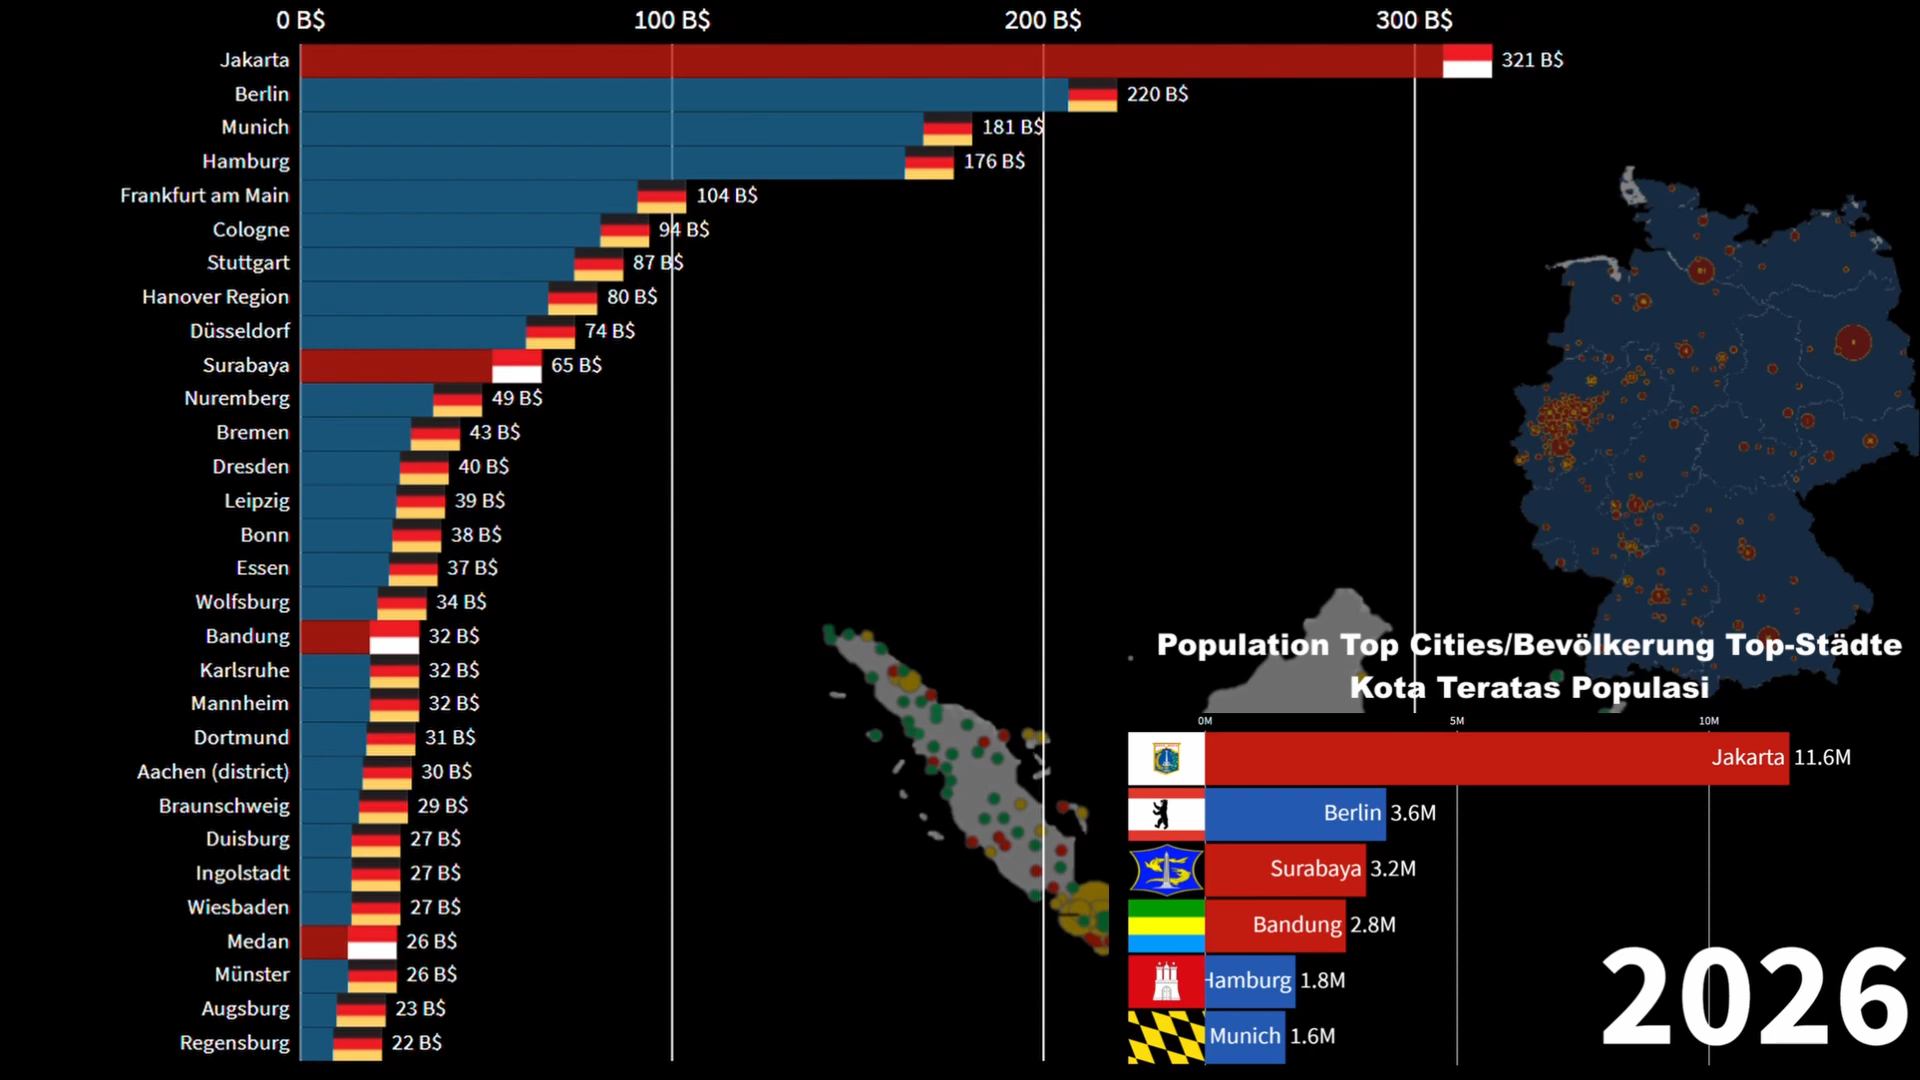 0 B$ 100 B$ 200 B$ 300 B$
Jakarta 321 B$
Berlin 220 B$
Munich 181 B$
Hamburg 176 B$
Frankfurt am Main 104 B$
Cologne 94 B$
Stuttgart 87 B$
Hanover Region 80 B$
Düsseldorf 74 B$
Surabaya 65 B$
Nuremberg 49 B$
Bremen 43 B$
Dresden 40 B$
Leipzig 39 B$
Bonn 38 B$
Essen 37 B$
Wolfsburg 34 B$
Bandung 32 B$
Karlsruhe 32 B$
Mannheim 32 B$
Dortmund 31 B$
Aachen (district) 30 B$
Braunschweig 29 B$
Duisburg 27 B$
Ingolstadt 27 B$
Wiesbaden 27 B$
Medan 26 B$
Münster 26 B$
Augsburg 23 B$
Regensburg 22 B$
Population Top Cities/Bevölkerung Top-Städte
Kota Teratas Populasi
0M 5M 10M
Jakarta 11.6M
Berlin 3.6M
Surabaya 3.2M
Bandung 2.8M
Hamburg 1.8M
Munich 1.6M
2026